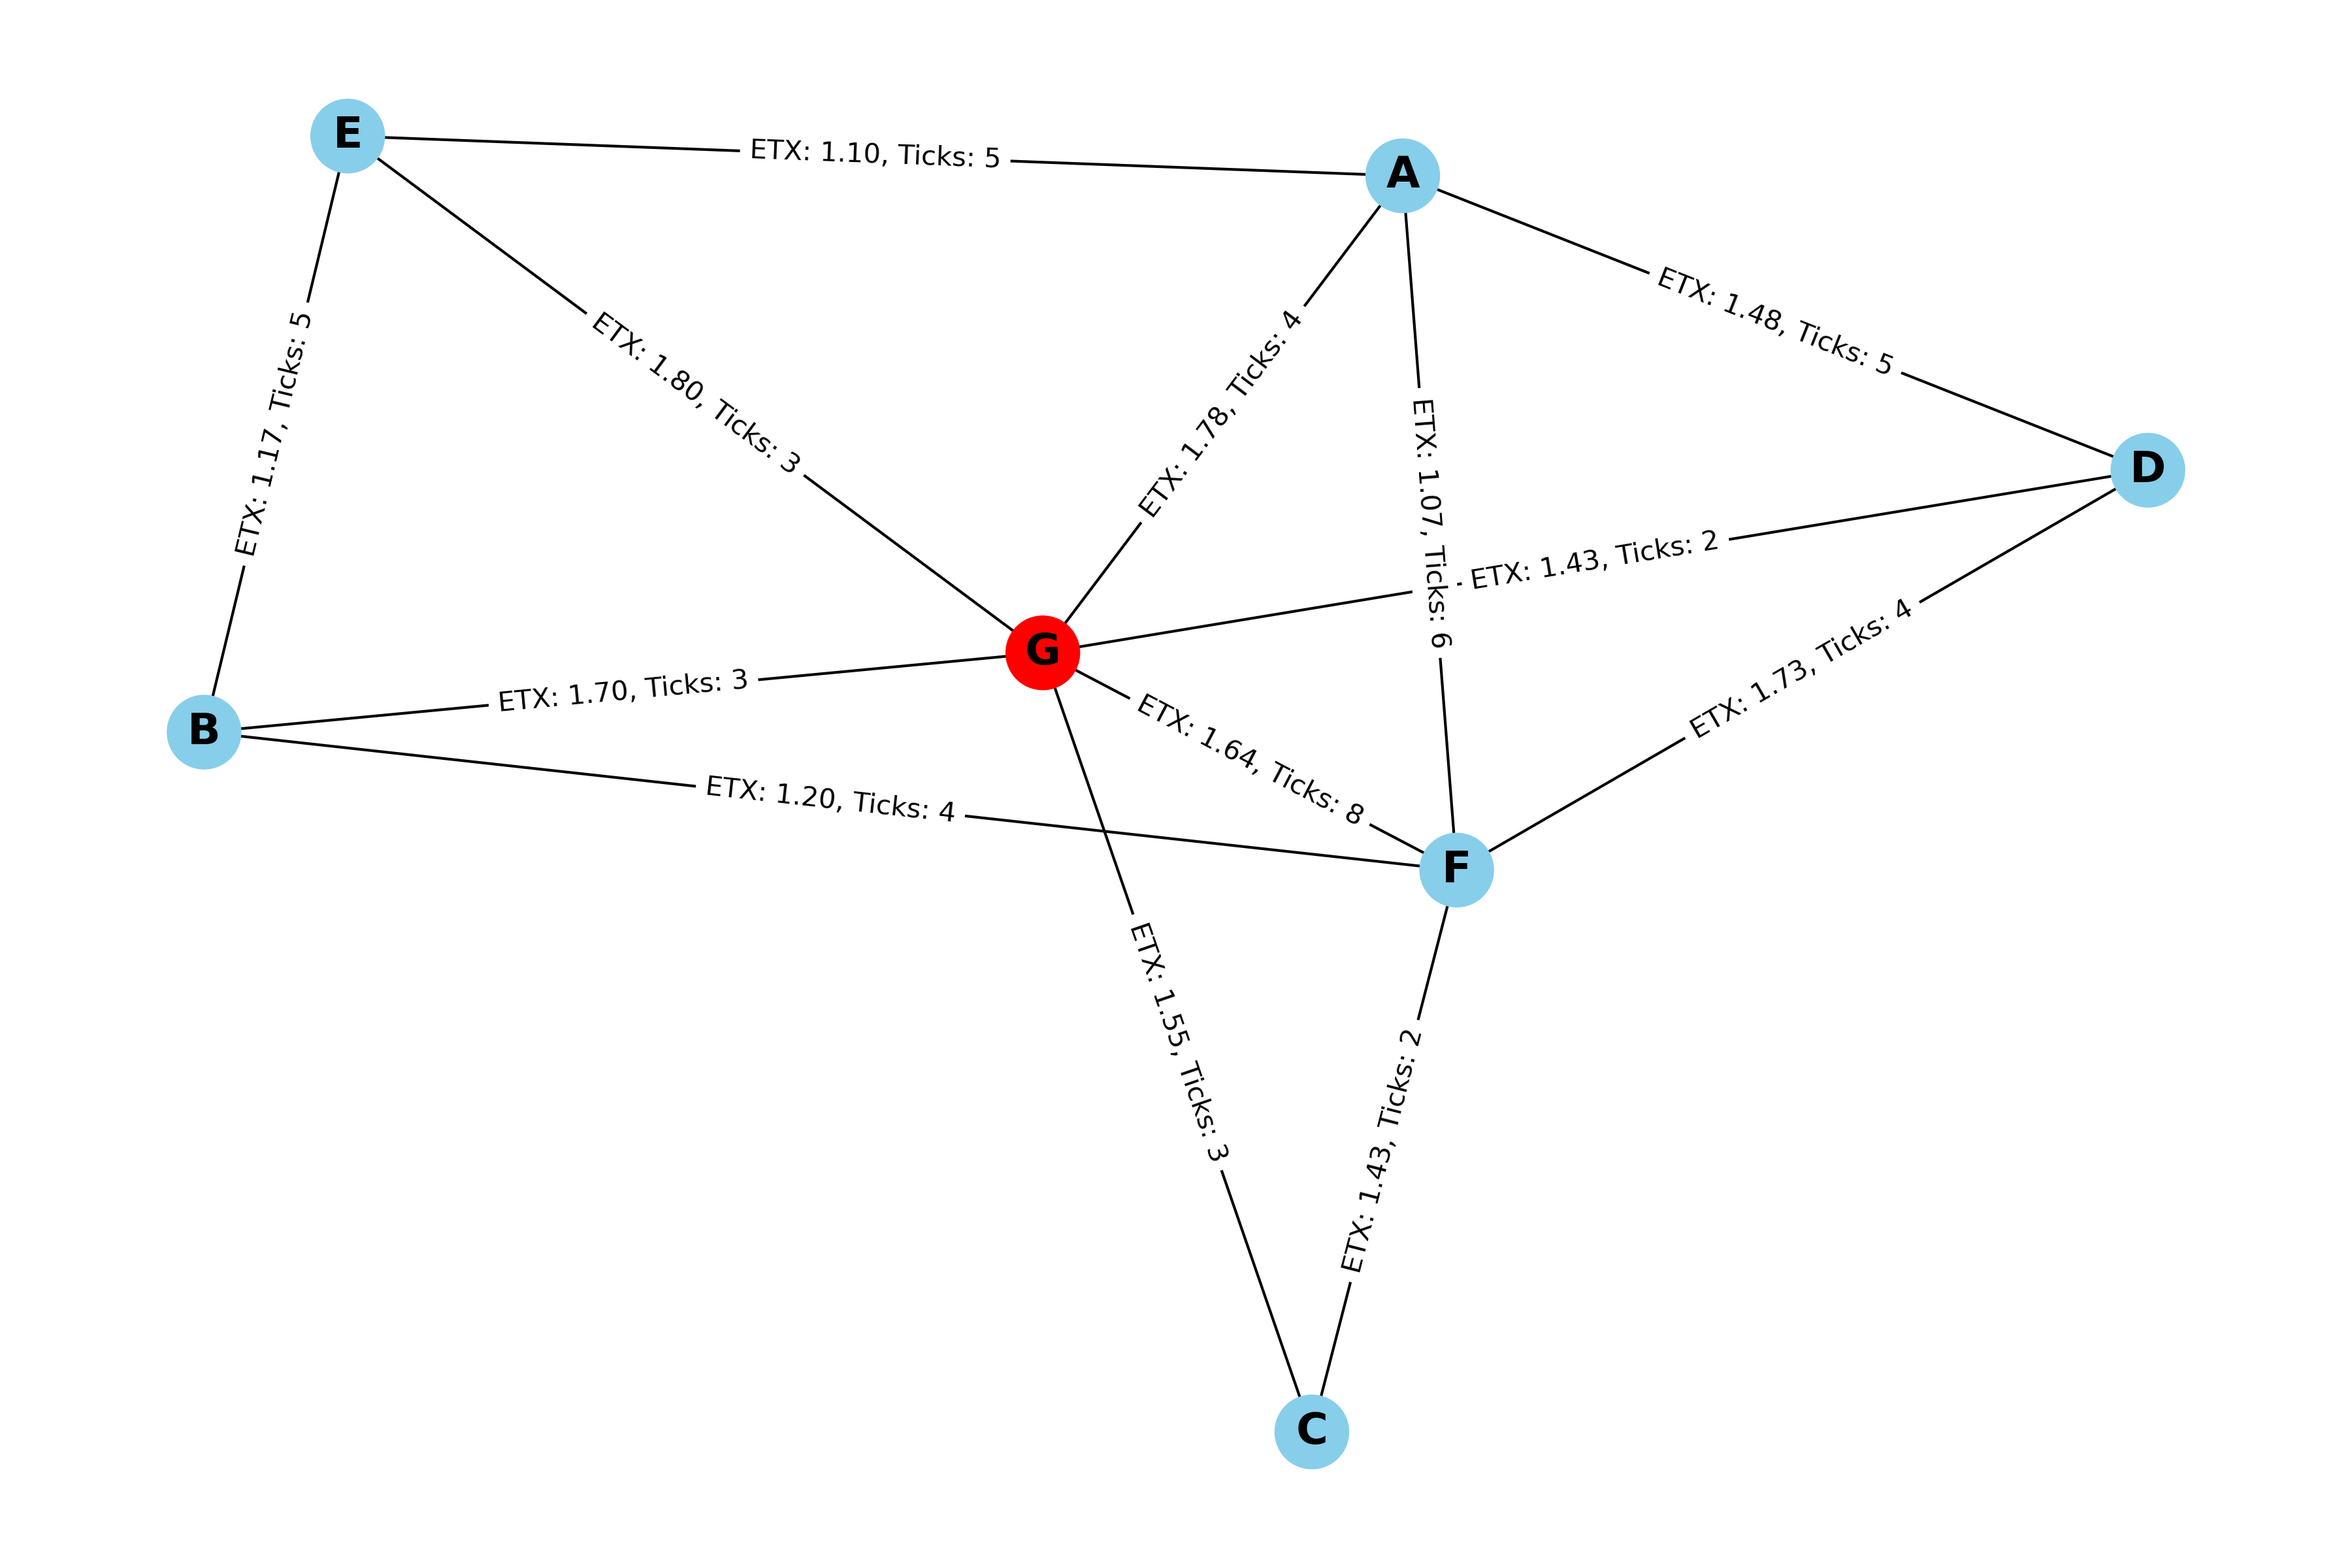 E
ETX: 1.10, Ticks: 5
A
ETX: 1.48, Ticks: 5
ETX: 1.17, Ticks: 5
ETX: 1.80, Ticks: 3
ETX: 1.78, Ticks: 4
ETX: 1.07, Ticks: 6
D
ETX: 1.43, Ticks: 2
G
ETX: 1.73, Ticks: 4
ETX: 1.70, Ticks: 3
B
ETX: 1.64, Ticks: 8
ETX: 1.20, Ticks: 4
F
ETX: 1.55, Ticks: 3
ETX: 1.43, Ticks: 2
C